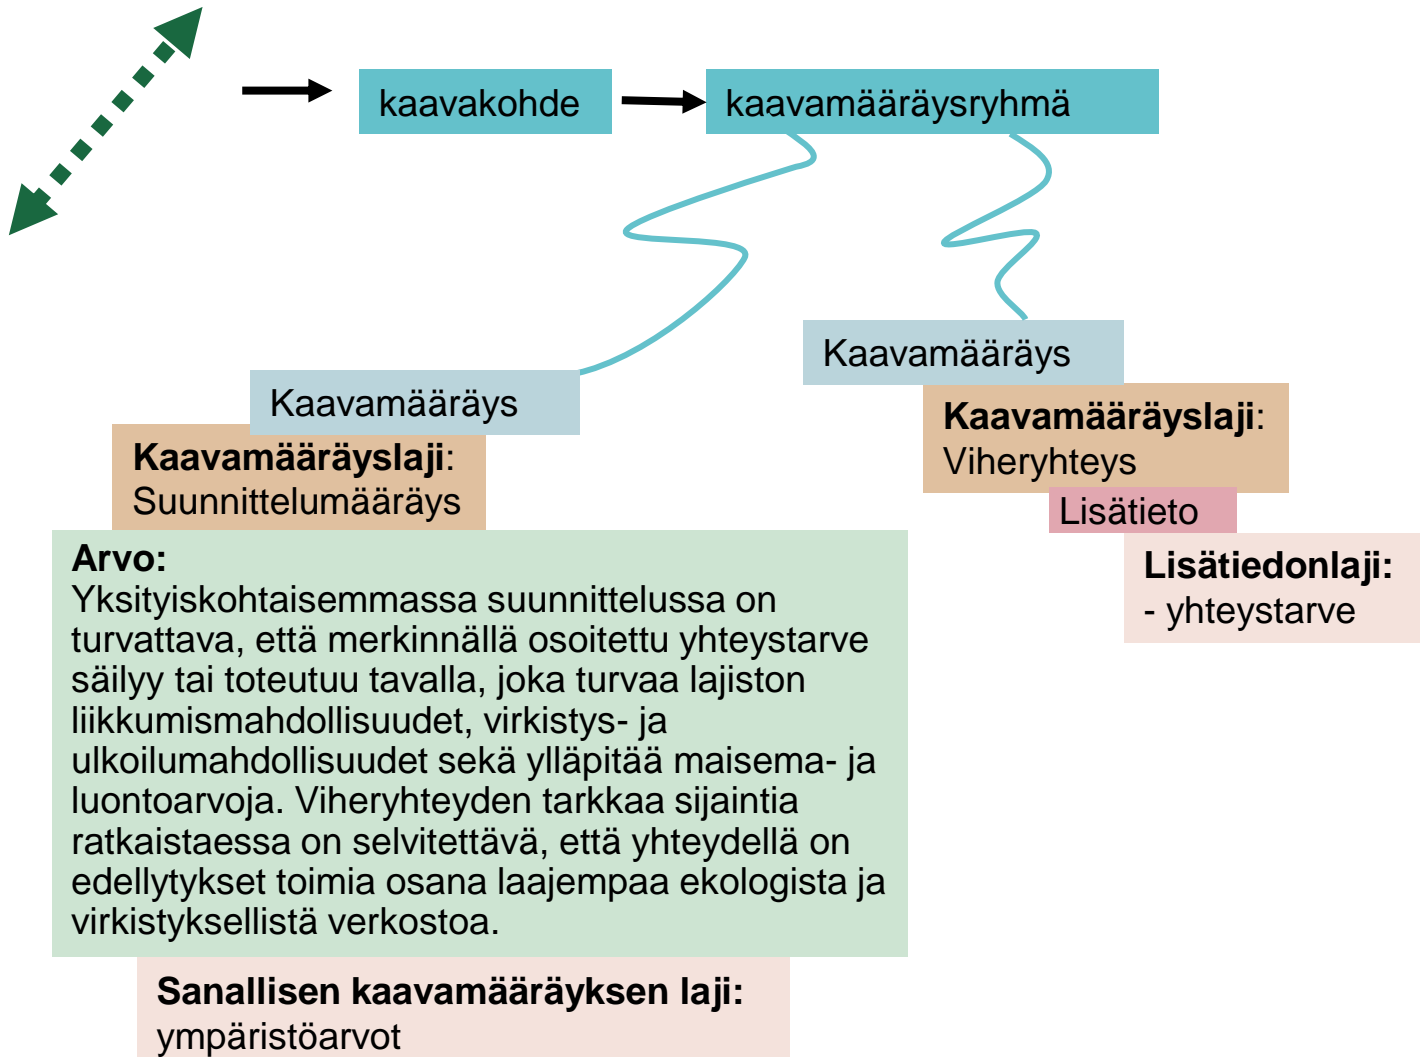 kaavakohde
kaavamääräysryhmä
Kaavamääräys
Kaavamääräyslaji:
Suunnittelumääräys
Arvo:
Yksityiskohtaisemmassa suunnittelussa on
turvattava, että merkinnällä osoitettu yhteystarve
säilyy tai toteutuu tavalla, joka turvaa lajiston
liikkumismahdollisuudet, virkistys- ja
ulkoilumahdollisuudet sekä ylläpitää maisema- ja
luontoarvoja. Viheryhteyden tarkkaa sijaintia
ratkaistaessa on selvitettävä, että yhteydellä on
edellytykset toimia osana laajempaa ekologista ja
virkistyksellistä verkostoa.
Sanallisen kaavamääräyksen laji:
ympäristöarvot
Kaavamääräys
Kaavamääräyslaji:
Viheryhteys
Lisätieto
Lisätiedonlaji:
- yhteystarve